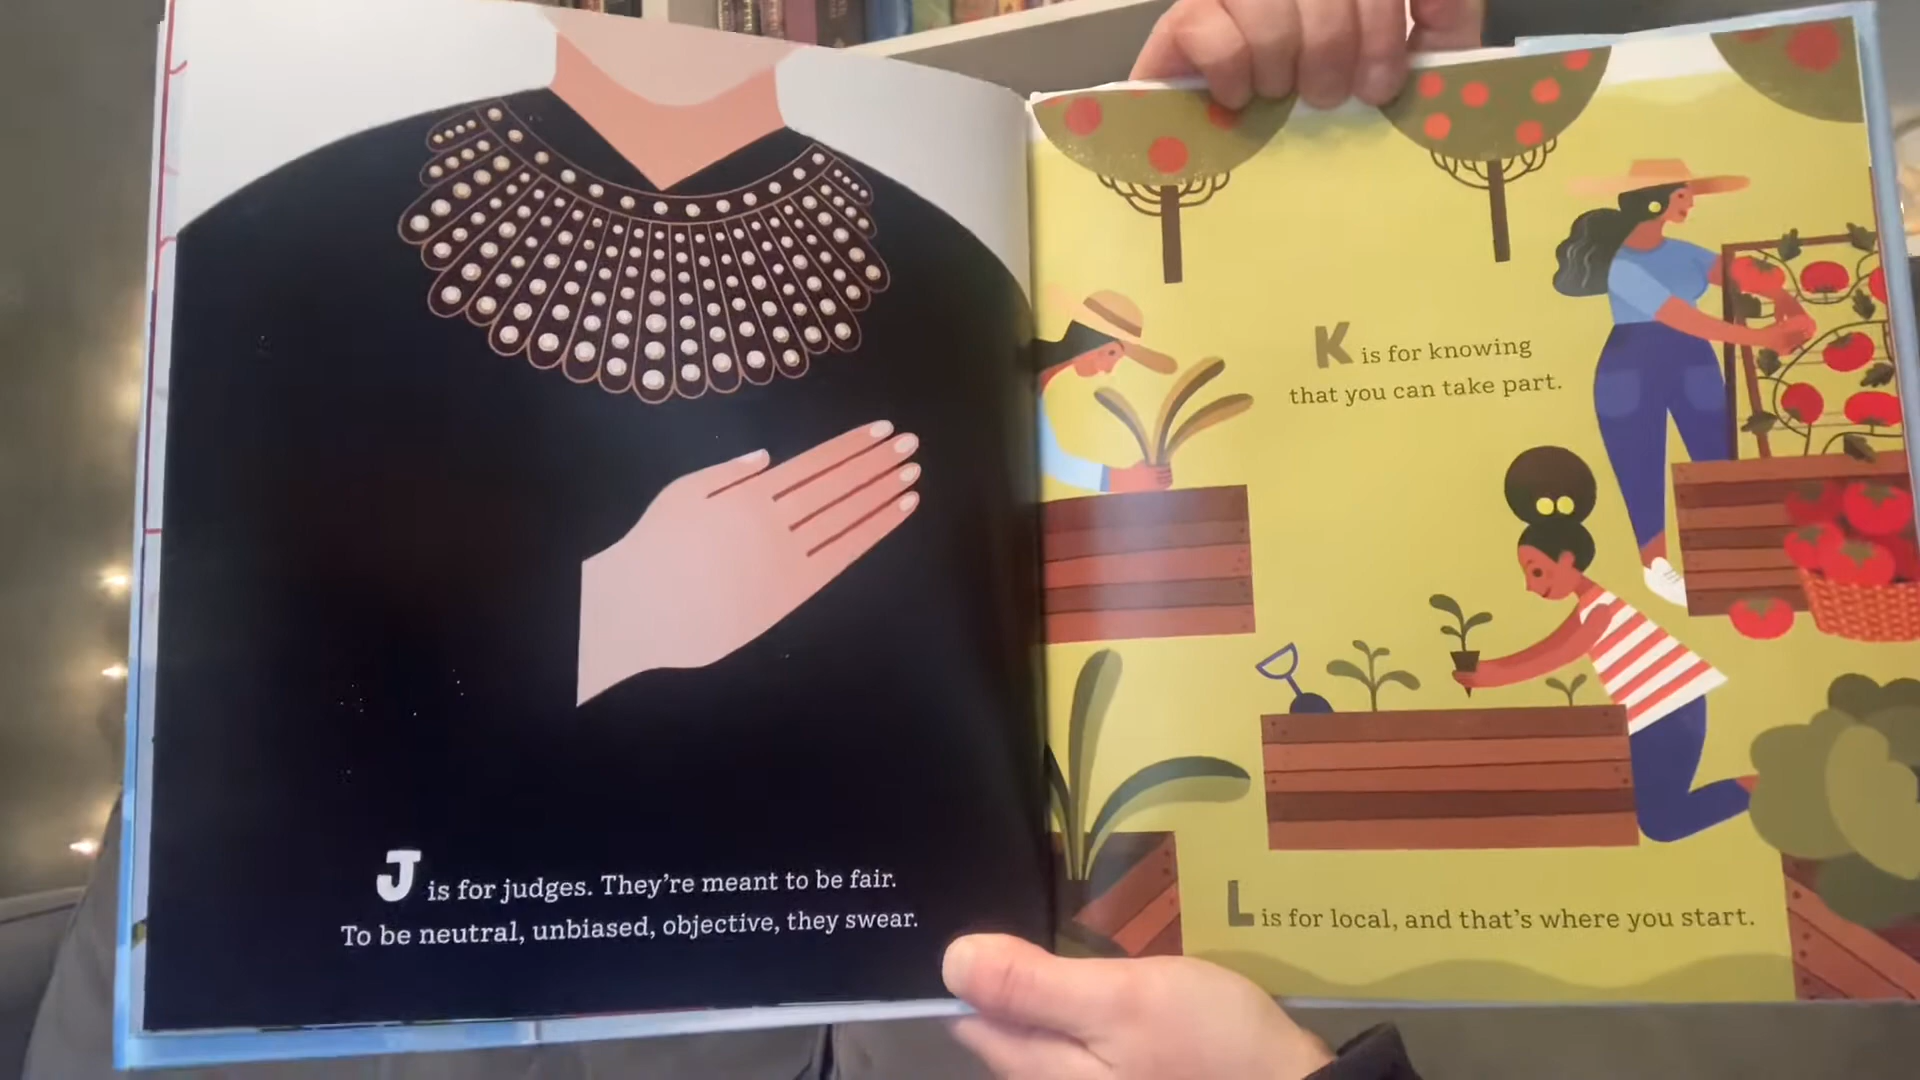 J is for judges. They're meant to be fair.
To be neutral, unbiased, objective, they swear.
K is for knowing
that you can take part.
L is for local, and that's where you start.